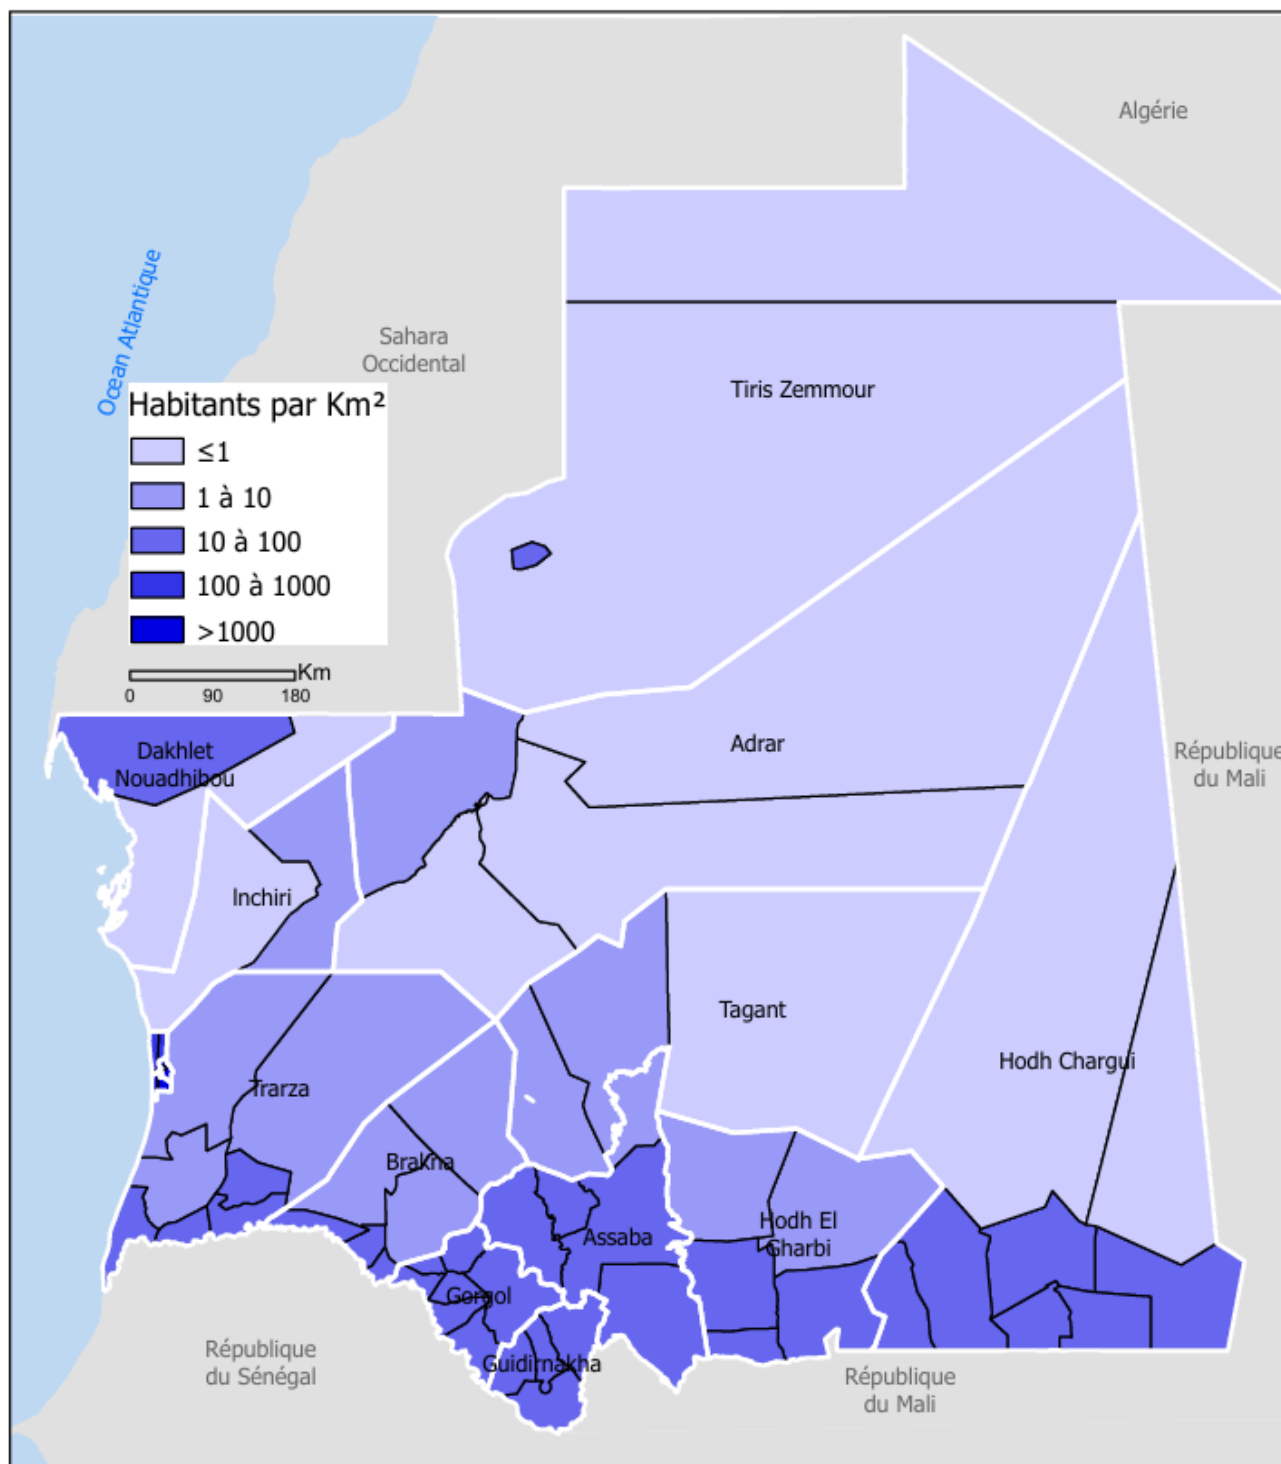 Algérie
Océan Atlantique
Sahara
Occidental
Habitants par Km²
≤1
1 à 10
10 à 100
100 à 1000
>1000
Km
0 90 180
Tiris Zemmour
Dakhlet
Nouadhibou
Adrar
République
du Mali
Inchiri
Tagant
Hodh Chargui
Trarza
Brakna
Hodh El
Gharbi
Assaba
Gorgol
Guidimakha
République
du Sénégal
République
du Mali